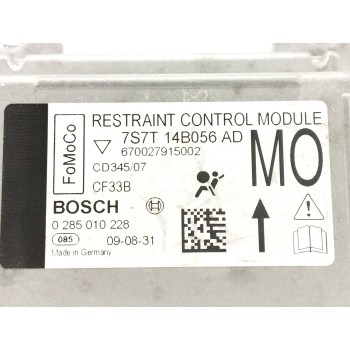 FoMoCo
RESTRAINT CONTROL MODULE
7S7T 14B056 AD
670027915002
CD345/07
CF33B
MO
BOSCH
0 285 010 228
085 09-08-31
Made in Germany